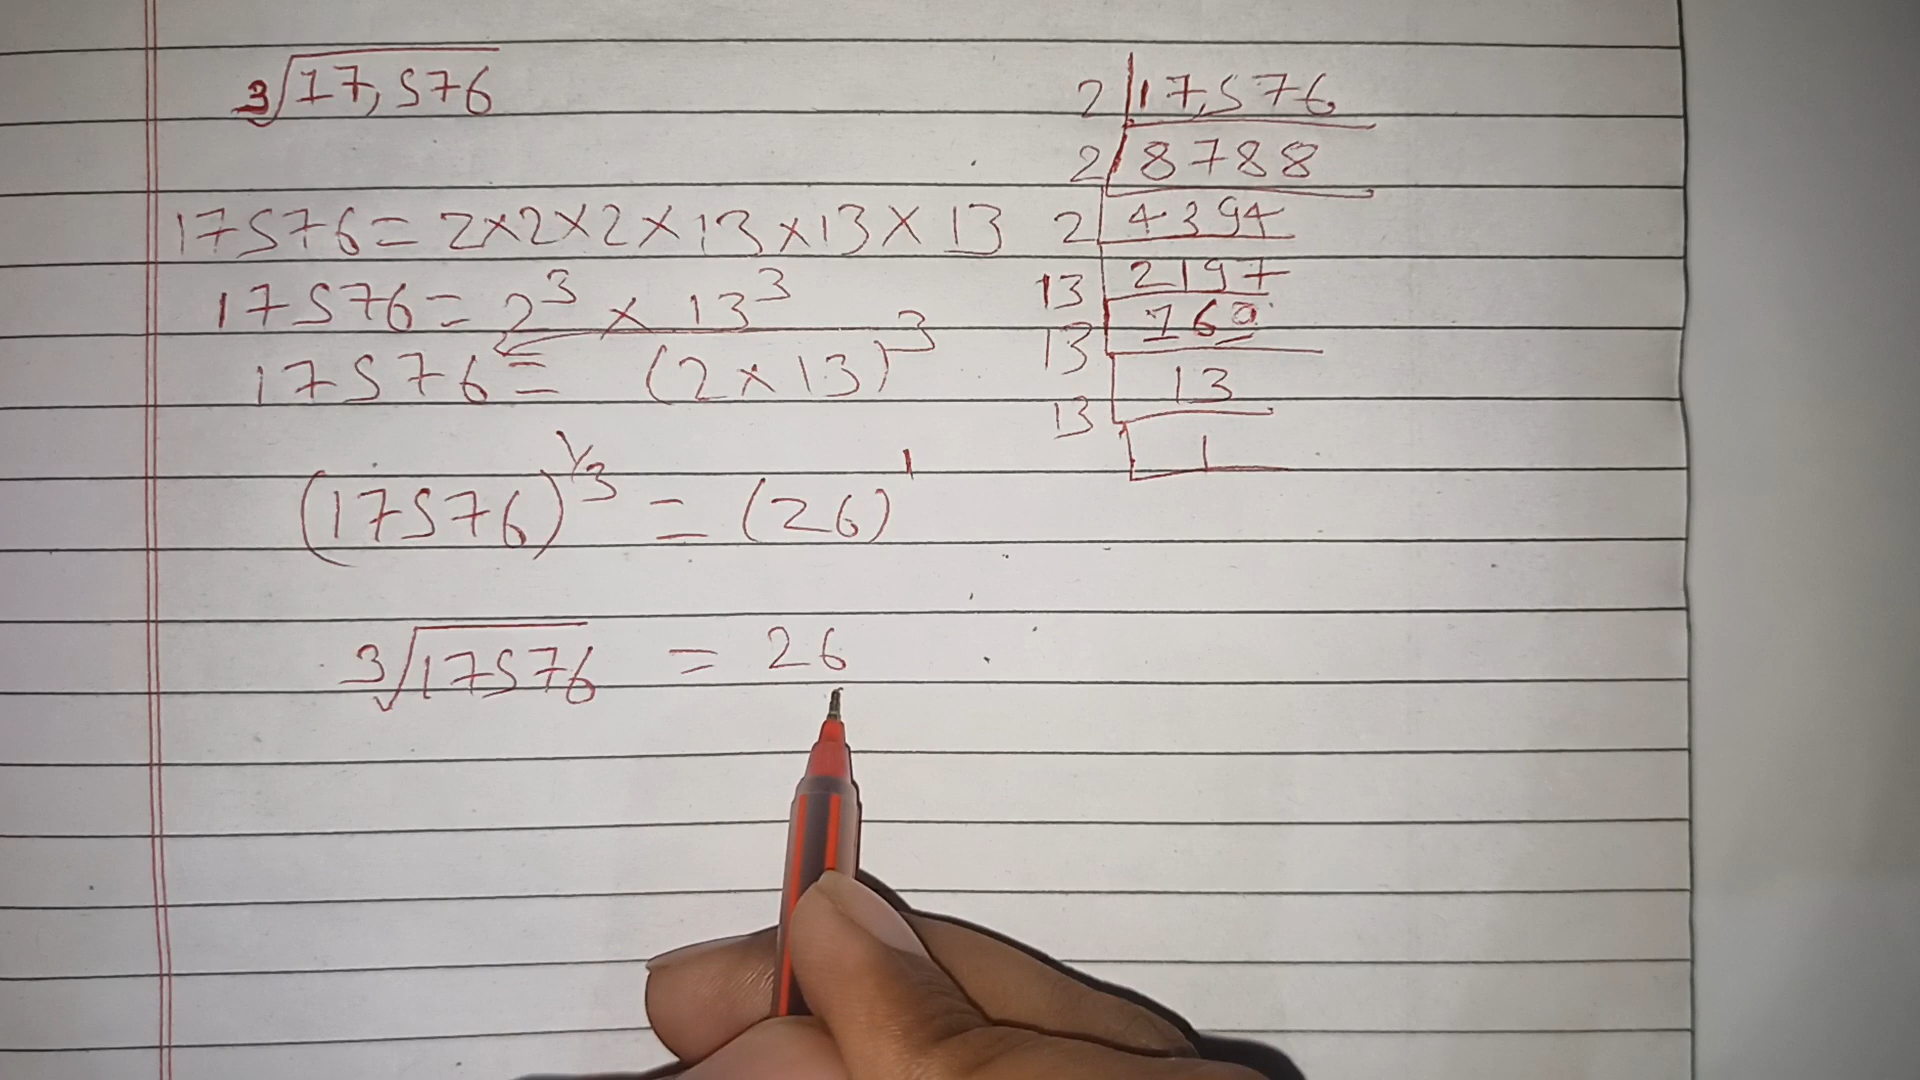 3√17,576
17576 = 2×2×2×13×13×13
17576 = 2³ × 13³
17576 = (2×13)³
(17576)^1/3 = (26)^1
3√17576 = 26
2 | 17,576
2 | 8788
2 | 4394
13 | 2197
13 | 169
13 | 13
1